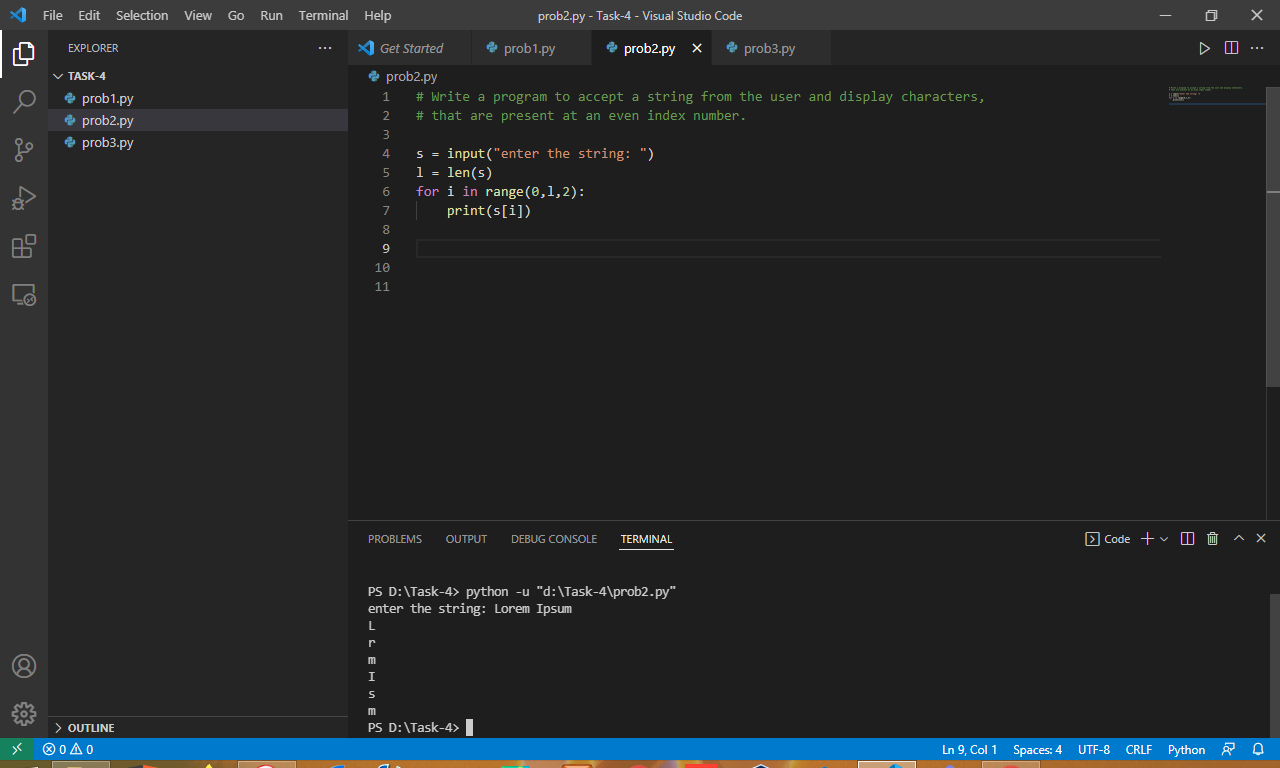 File Edit Selection View Go Run Terminal Help prob2.py - Task-4 - Visual Studio Code
EXPLORER
TASK-4
prob1.py
prob2.py
prob3.py
OUTLINE
Get Started prob1.py prob2.py prob3.py
prob2.py
1 # Write a program to accept a string from the user and display characters,
2 # that are present at an even index number.
3
4 s = input("enter the string: ")
5 l = len(s)
6 for i in range(0,l,2):
7 print(s[i])
8
9
10
11
PROBLEMS OUTPUT DEBUG CONSOLE TERMINAL Code
PS D:\Task-4> python -u "d:\Task-4\prob2.py"
enter the string: Lorem Ipsum
L
r
m
I
s
m
PS D:\Task-4>
0 0 Ln 9, Col 1 Spaces: 4 UTF-8 CRLF Python